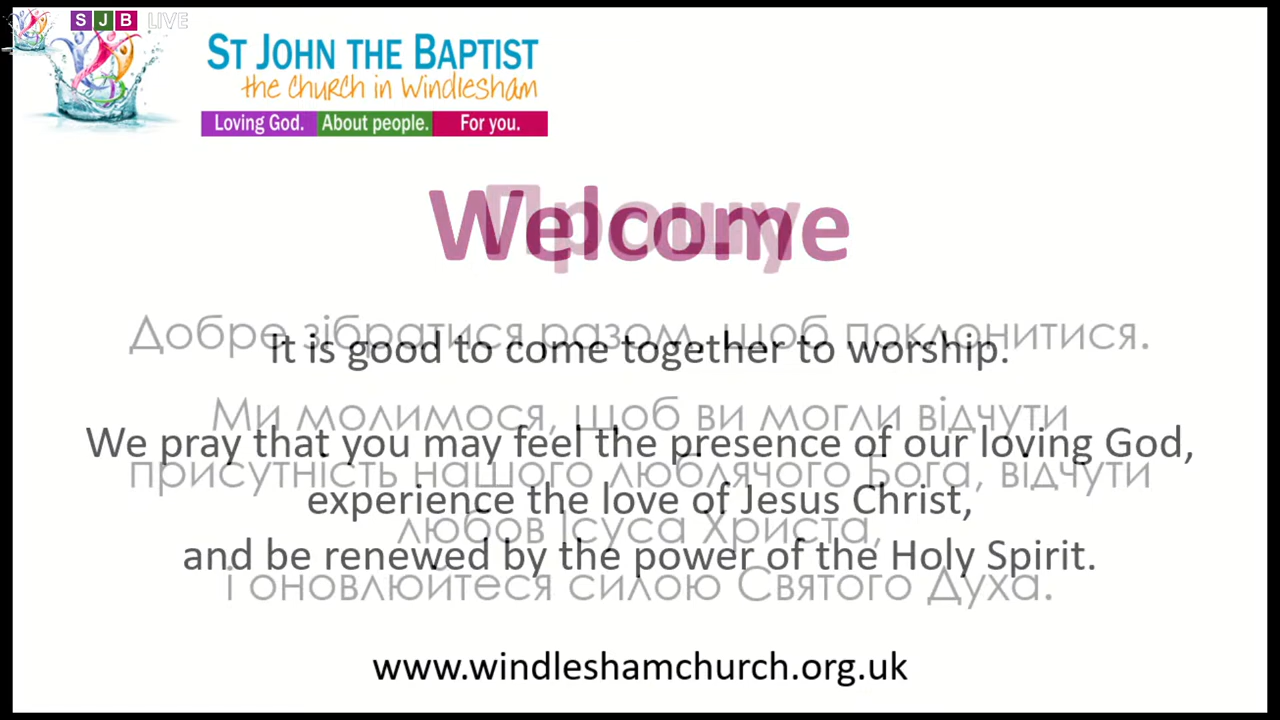 SJB LIVE
ST JOHN THE BAPTIST
the church in Windlesham
Loving God. About people. For you.
Welcome
Прошу
Добре зібратися разом, щоб поклонитися.
It is good to come together to worship.
Ми молимося, щоб ви могли відчути
We pray that you may feel the presence of our loving God,
присутність нашого люблячого Бога, відчути
experience the love of Jesus Christ,
любов Ісуса Христа,
and be renewed by the power of the Holy Spirit.
і оновлюйтеся силою Святого Духа.
www.windleshamchurch.org.uk